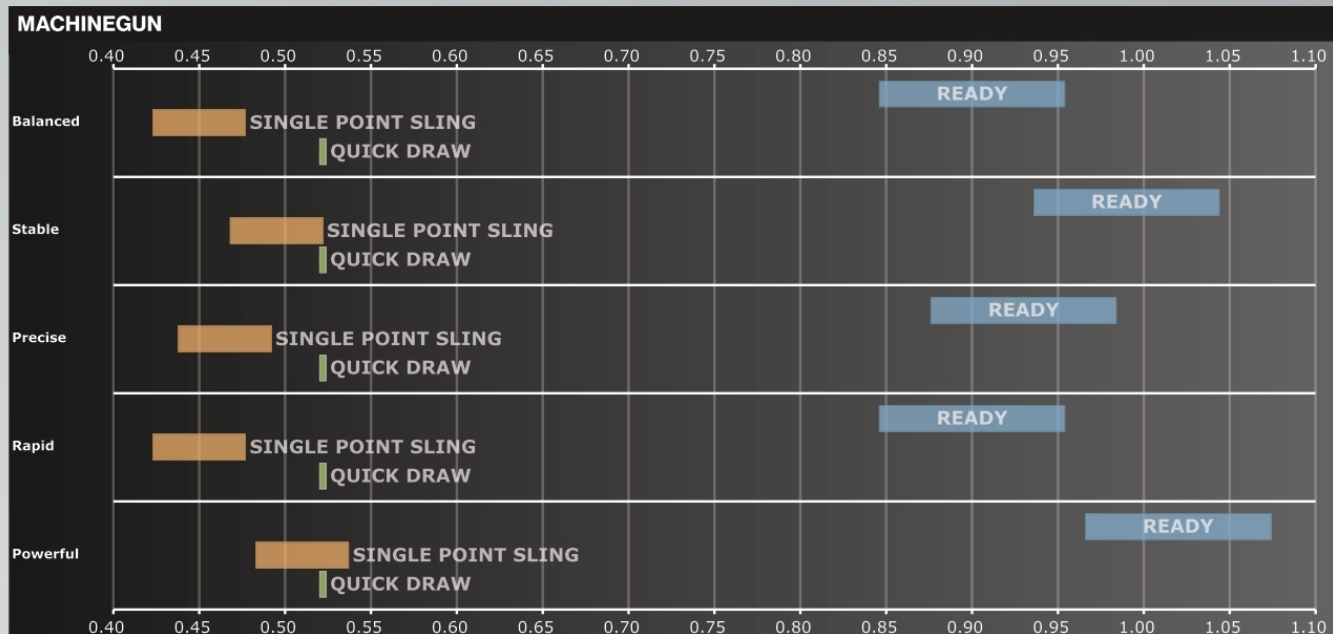 MACHINEGUN
0.40 0.45 0.50 0.55 0.60 0.65 0.70 0.75 0.80 0.85 0.90 0.95 1.00 1.05 1.10
READY
Balanced SINGLE POINT SLING
QUICK DRAW
READY
Stable SINGLE POINT SLING
QUICK DRAW
READY
Precise SINGLE POINT SLING
QUICK DRAW
READY
Rapid SINGLE POINT SLING
QUICK DRAW
READY
Powerful SINGLE POINT SLING
QUICK DRAW
0.40 0.45 0.50 0.55 0.60 0.65 0.70 0.75 0.80 0.85 0.90 0.95 1.00 1.05 1.10